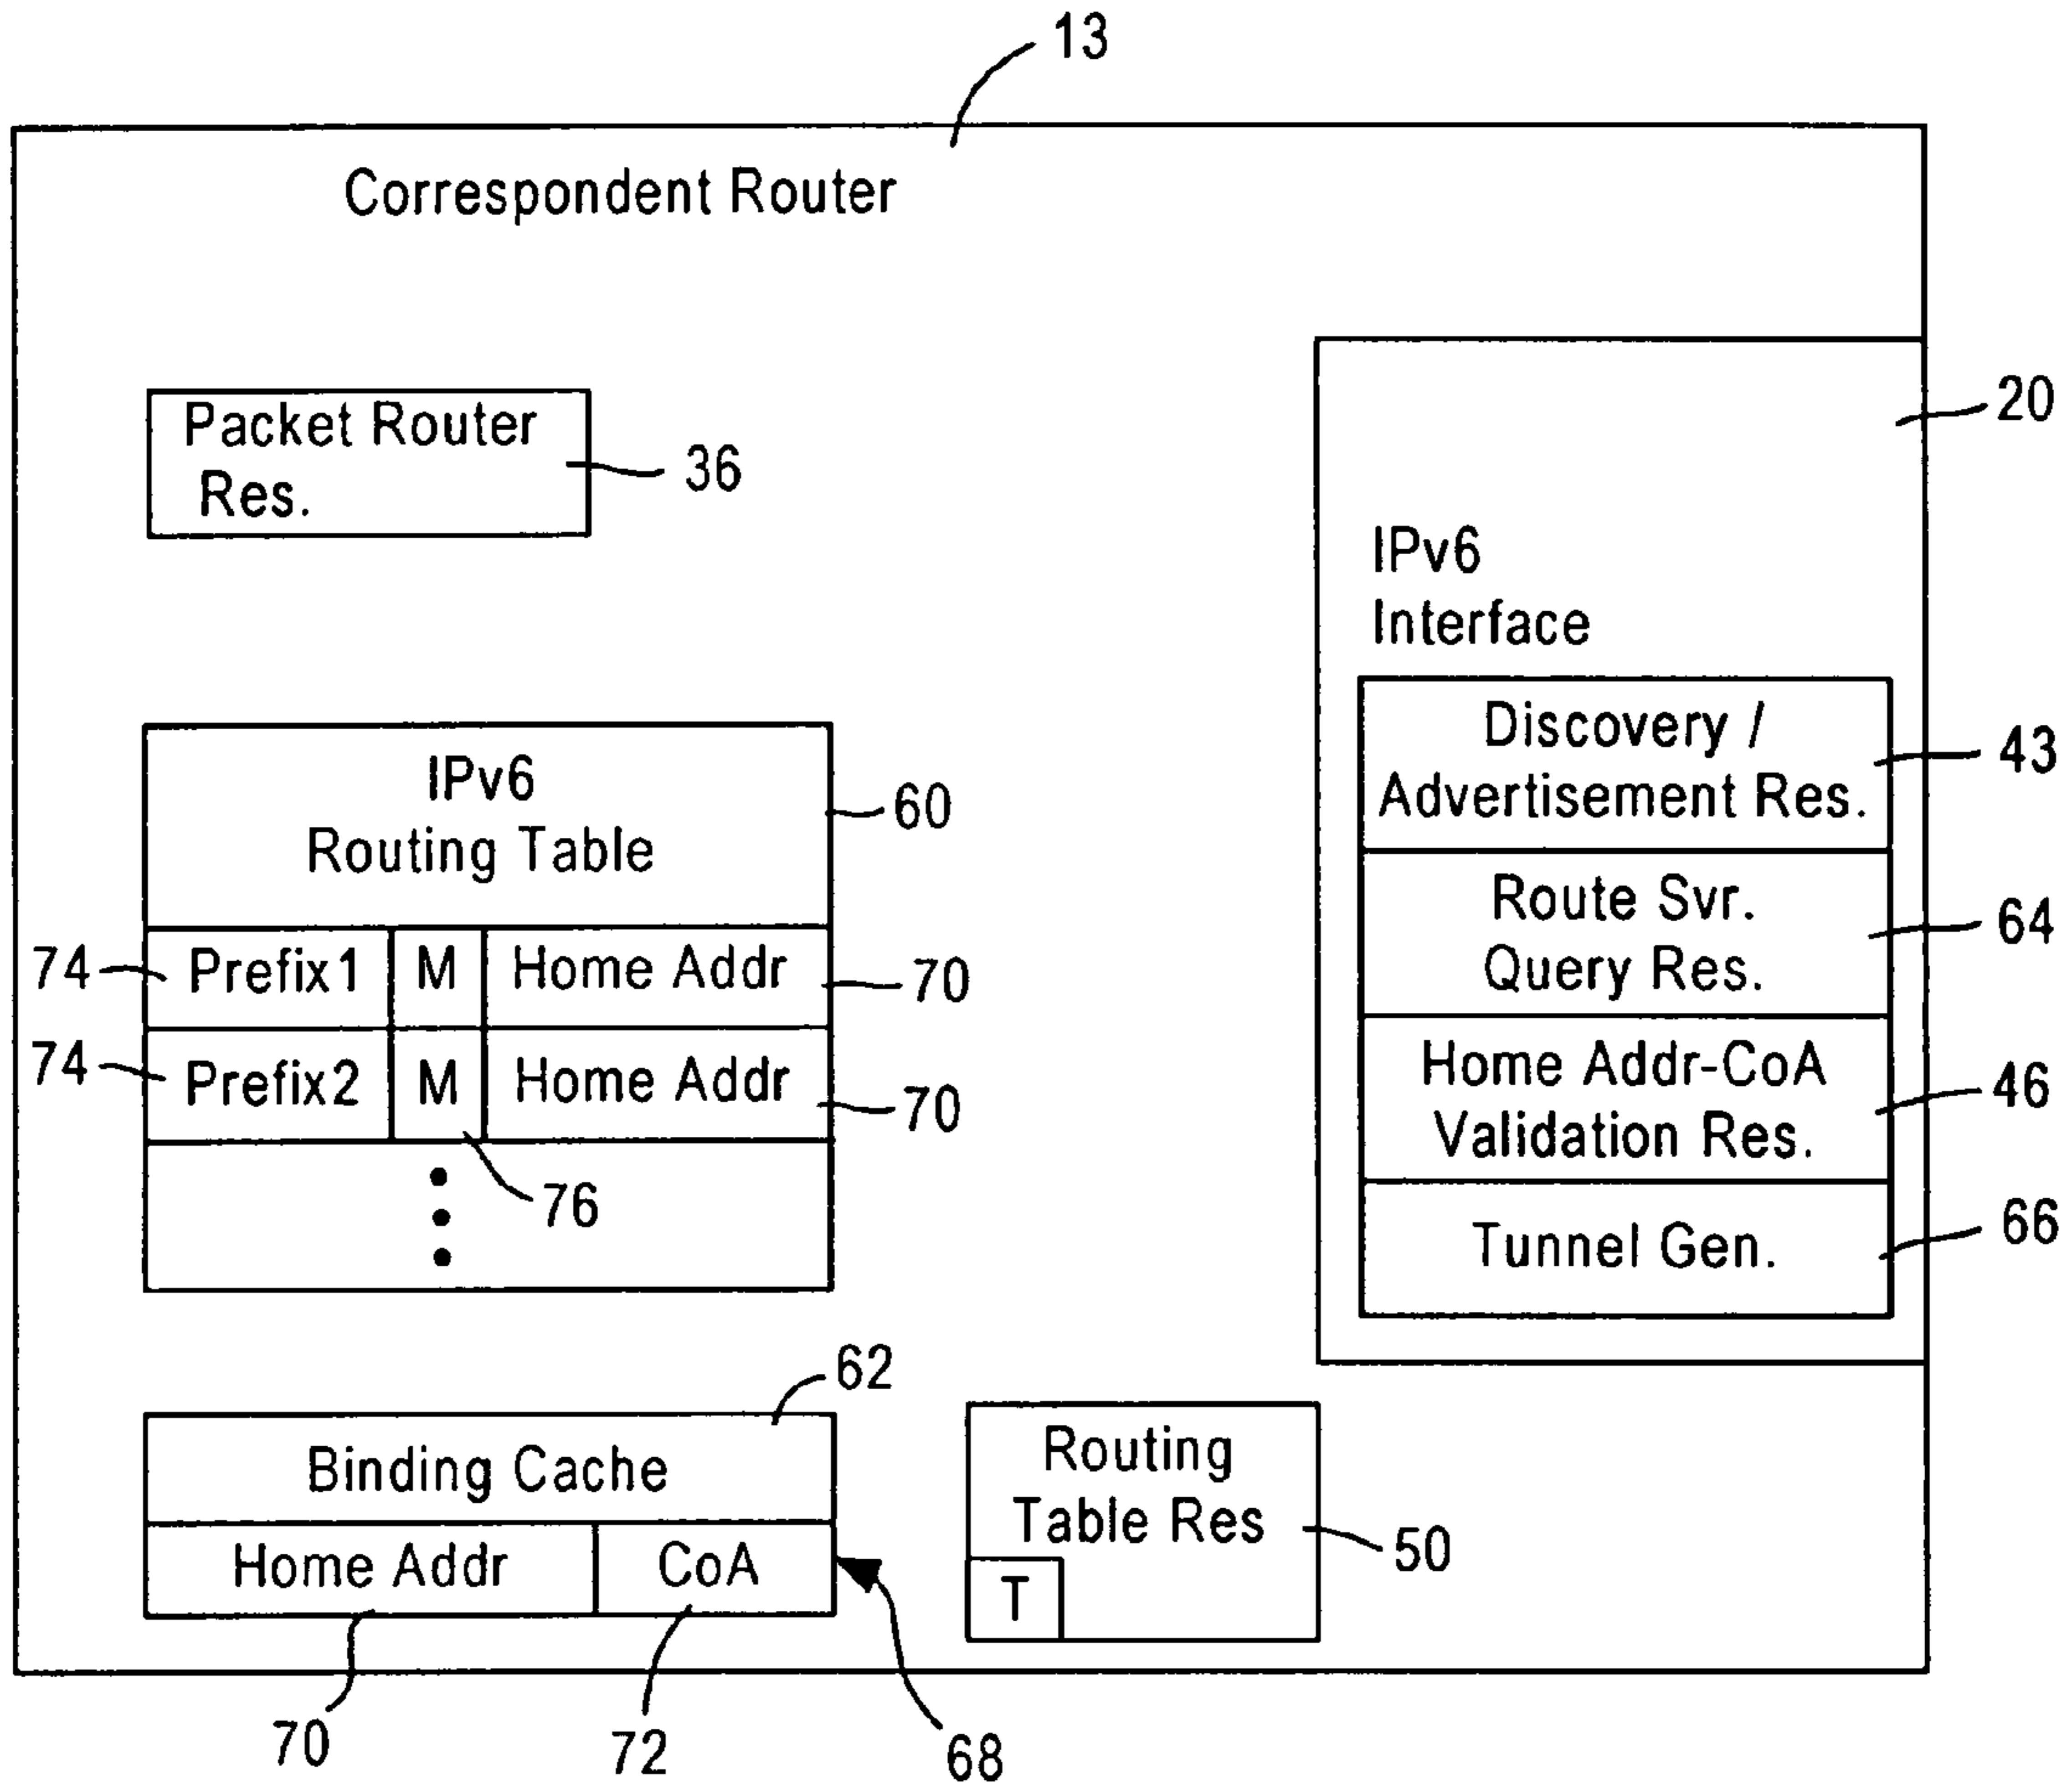 13
Correspondent Router
20
Packet Router
Res.
36
IPv6
Interface
Discovery /
Advertisement Res.
43
Route Svr.
Query Res.
64
Home Addr-CoA
Validation Res.
46
Tunnel Gen.
66
IPv6
Routing Table
60
74 Prefix1 M Home Addr 70
74 Prefix2 M Home Addr 70
76
62
Binding Cache
Home Addr CoA
70
72
68
Routing
Table Res
T
50